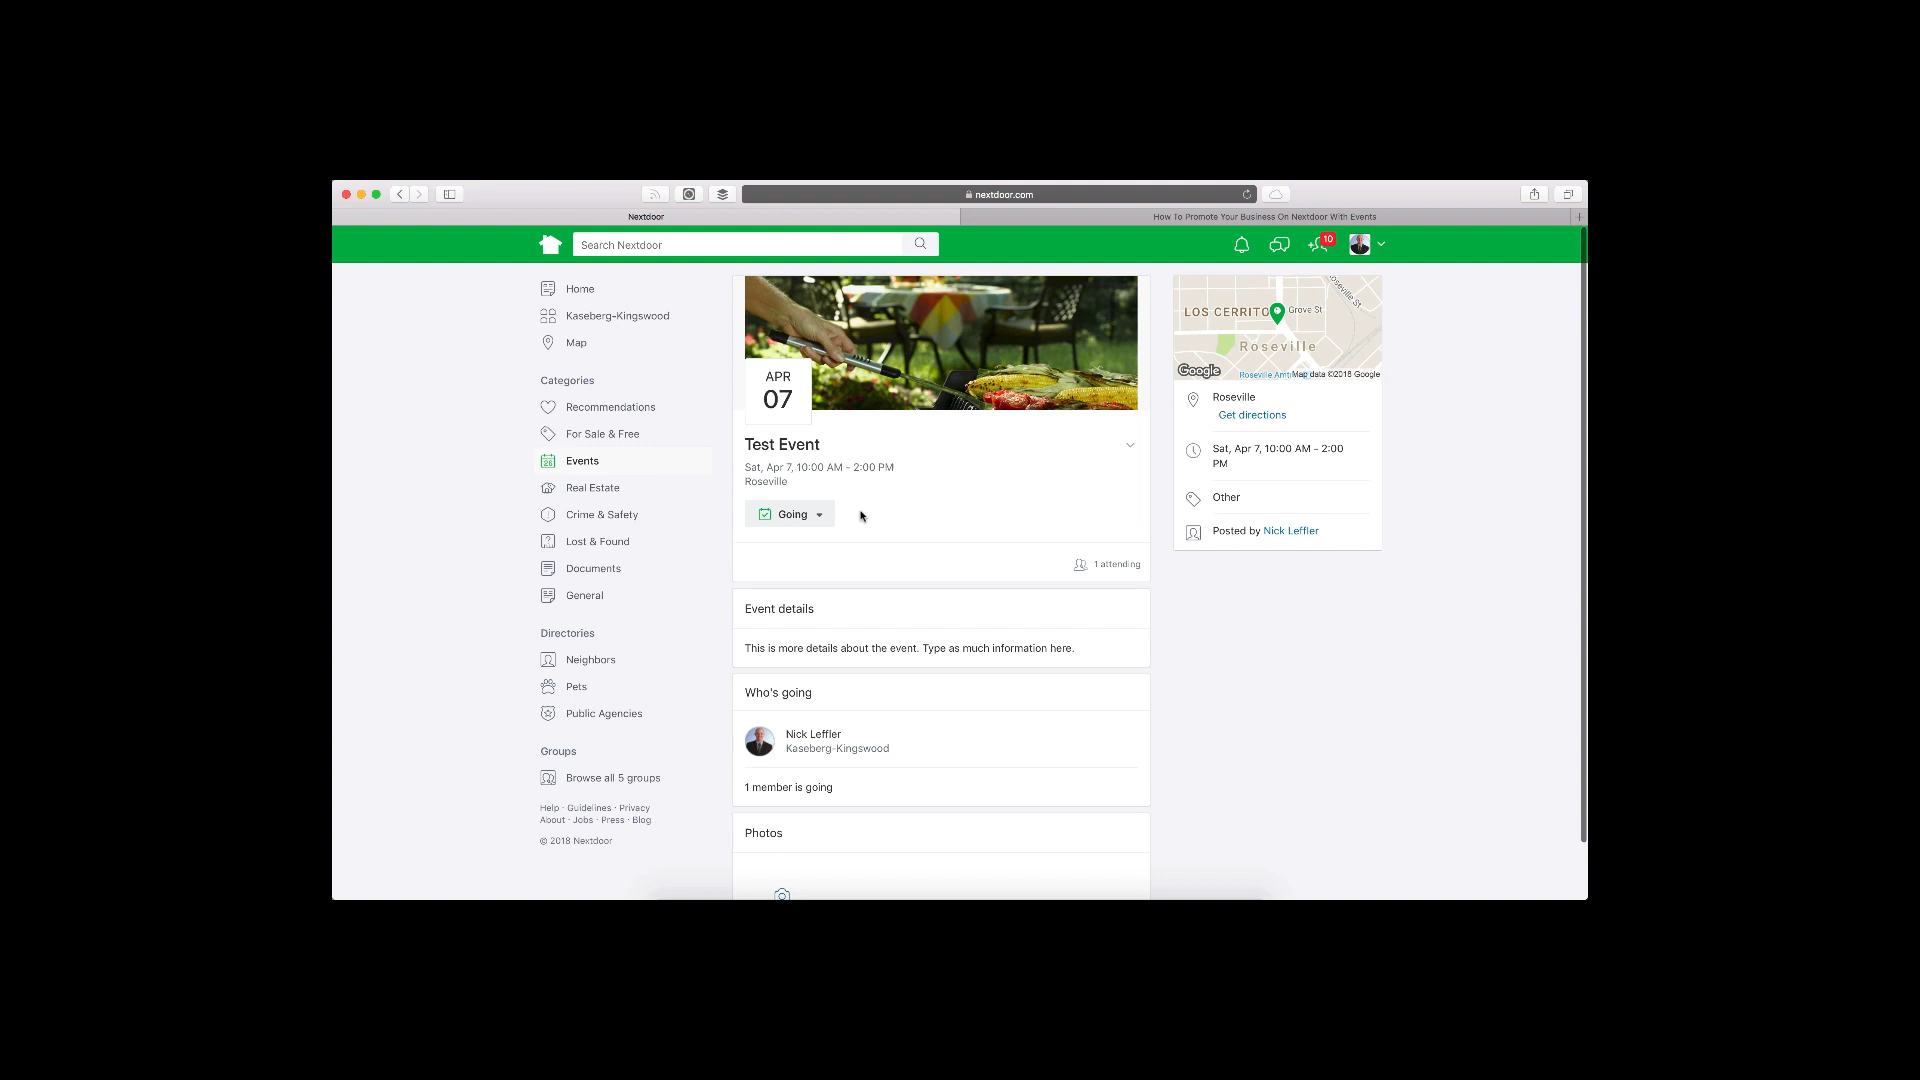 nextdoor.com
Nextdoor
How To Promote Your Business On Nextdoor With Events
Search Nextdoor
10
Home
Kaseberg-Kingswood
Map
Categories
Recommendations
For Sale & Free
26
Events
Real Estate
Crime & Safety
Lost & Found
Documents
General
Directories
Neighbors
Pets
Public Agencies
Groups
Browse all 5 groups
Help · Guidelines · Privacy
About · Jobs · Press · Blog
© 2018 Nextdoor
APR
07
Test Event
Sat, Apr 7, 10:00 AM - 2:00 PM
Roseville
Going
1 attending
Event details
This is more details about the event. Type as much information here.
Who's going
Nick Leffler
Kaseberg-Kingswood
1 member is going
Photos
oseville St
LOS CERRITO
Grove St
Roseville
Google
Map data ©2018 Google
Roseville
Get directions
Sat, Apr 7, 10:00 AM - 2:00
PM
Other
Posted by Nick Leffler